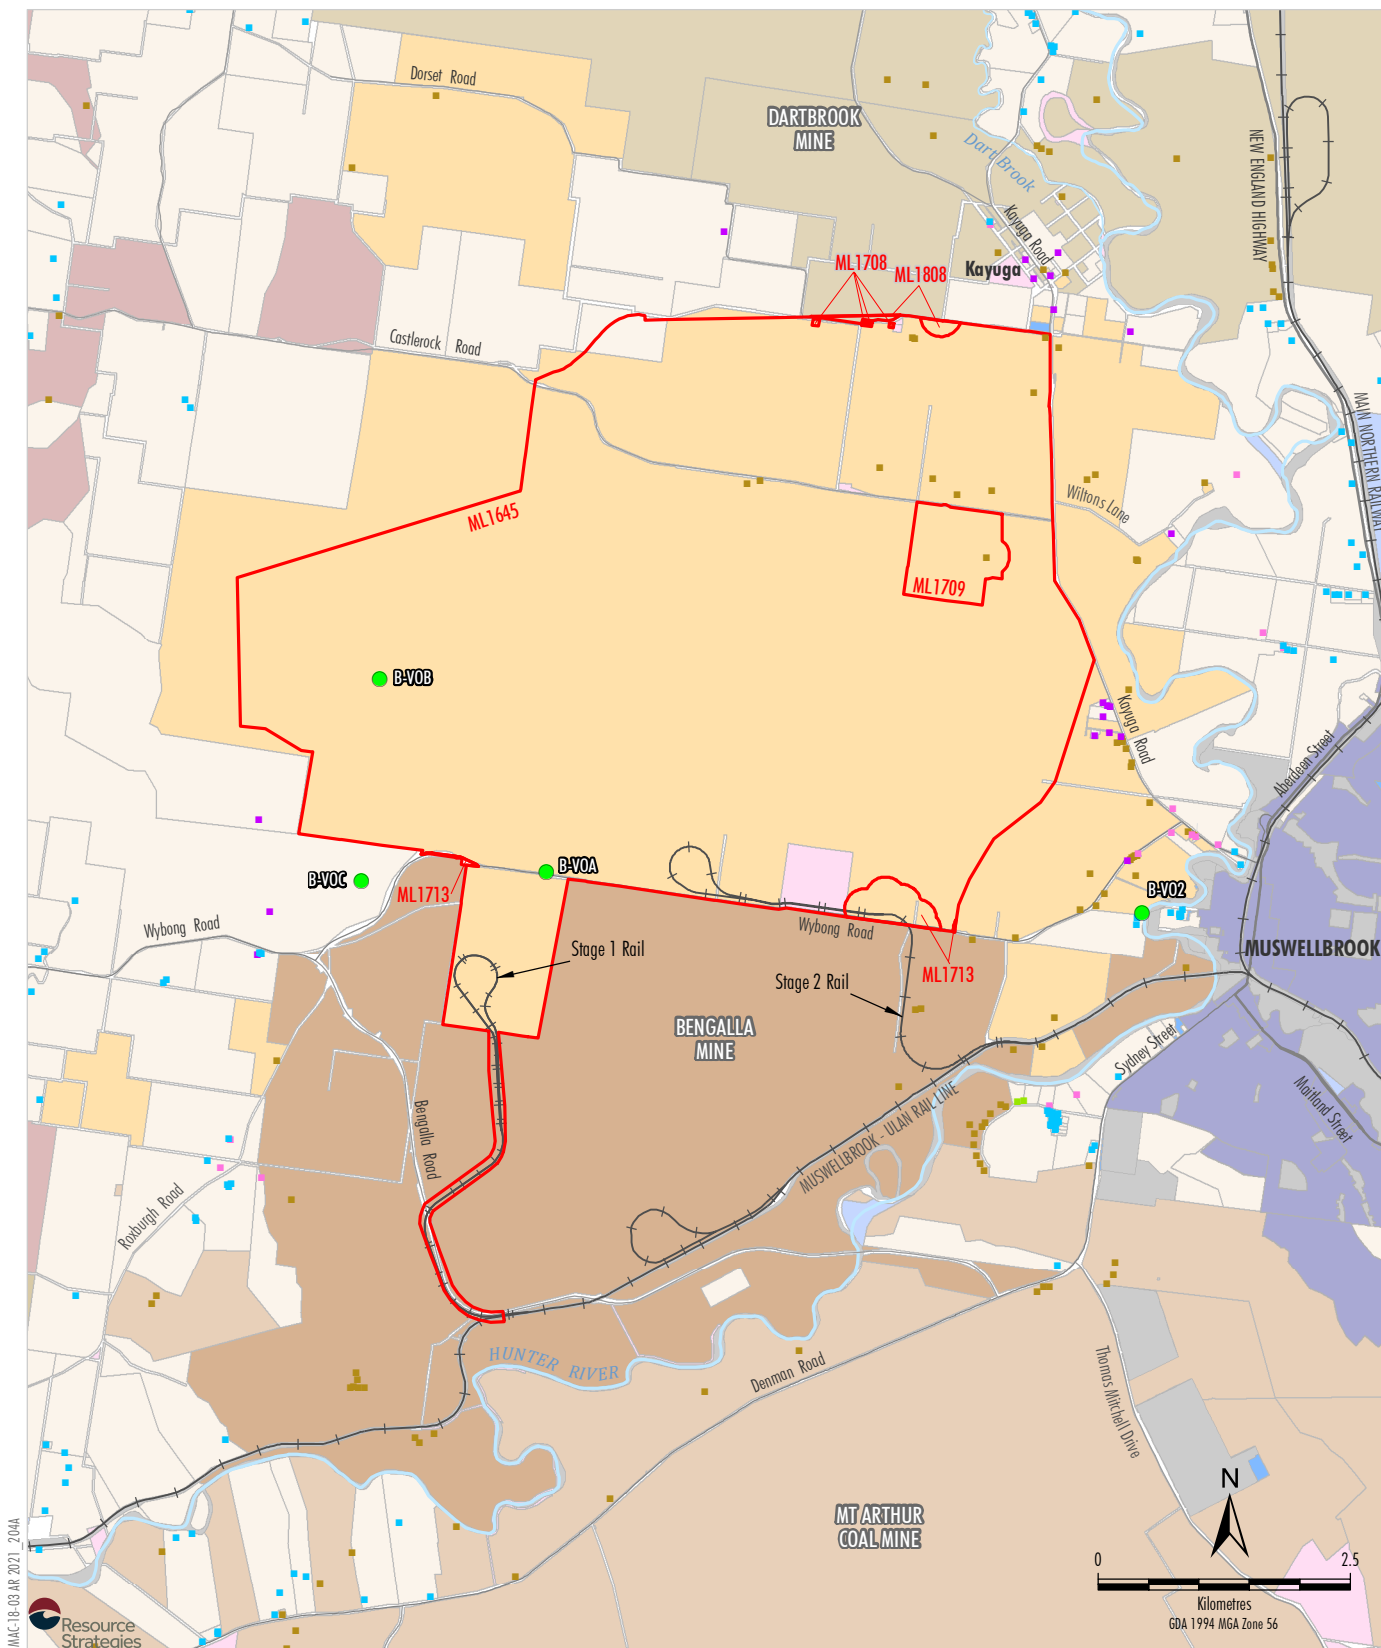 Dorset Road
DARTBROOK
MINE
Dart Brook
NEW ENGLAND HIGHWAY
Kayuga Road
Kayuga
ML1708
ML1808
Castlerock Road
MAIN NORTHERN RAILWAY
ML1645
Wiltons Lane
ML1709
B-VOB
Kayuga Road
Aberdeen Street
B-VOA
B-VOC
ML1713
B-VO2
Wybong Road
Wybong Road
MUSWELLBROOK
Stage 1 Rail
ML1713
Stage 2 Rail
BENGALLA
MINE
Sydney Street
Maitland Street
Bengalla Road
MUSWELLBROOK - ULAN RAIL LINE
Roxburgh Road
HUNTER RIVER
Denman Road
Thomas Mitchell Drive
N
MT ARTHUR
COAL MINE
0 2.5
Kilometres
GDA 1994 MGA Zone 56
MAC-18-03 AR 2021_204A
Resource
Strategies